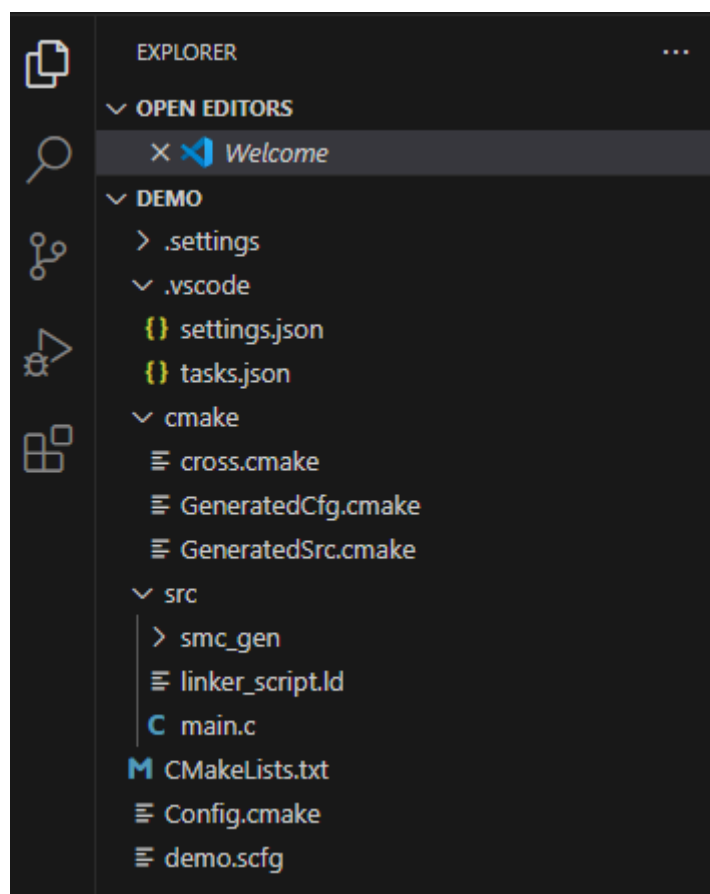 EXPLORER
OPEN EDITORS
Welcome
DEMO
.settings
.vscode
{} settings.json
{} tasks.json
cmake
cross.cmake
GeneratedCfg.cmake
GeneratedSrc.cmake
src
smc_gen
linker_script.ld
C main.c
M CMakeLists.txt
Config.cmake
demo.scfg